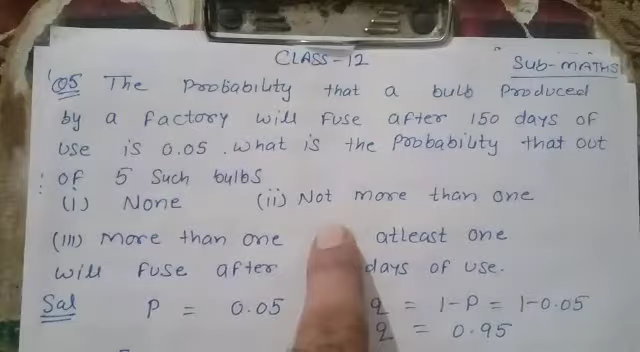 CLASS-12
Sub-MATHS
Q5 The Probability that a bulb Produced
by a factory will fuse after 150 days of
use is 0.05. what is the Probability that out
of 5 such bulbs
(i) None (ii) Not more than one
(iii) more than one atleast one
will fuse after days of use.
Sol P = 0.05 q = 1-P = 1-0.05
q = 0.95